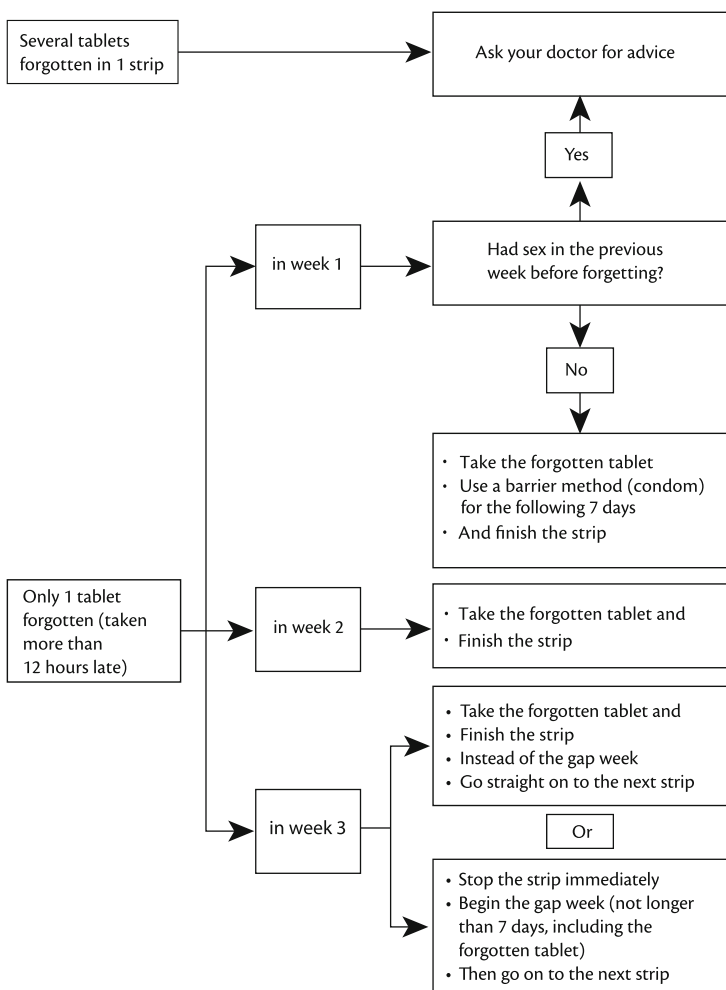 Several tablets
forgotten in 1 strip
Ask your doctor for advice
Yes
in week 1
Had sex in the previous
week before forgetting?
No
• Take the forgotten tablet
• Use a barrier method (condom)
for the following 7 days
• And finish the strip
Only 1 tablet
forgotten (taken
more than
12 hours late)
in week 2
• Take the forgotten tablet and
• Finish the strip
in week 3
• Take the forgotten tablet and
• Finish the strip
• Instead of the gap week
• Go straight on to the next strip
Or
• Stop the strip immediately
• Begin the gap week (not longer
than 7 days, including the
forgotten tablet)
• Then go on to the next strip